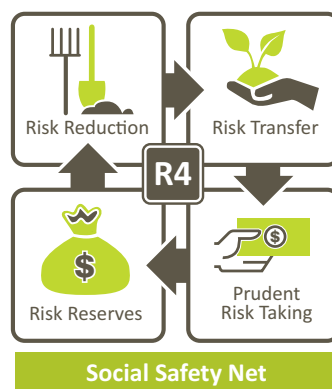 Risk Reduction
Risk Transfer
R4
$
$
Risk Reserves
Prudent
Risk Taking
Social Safety Net